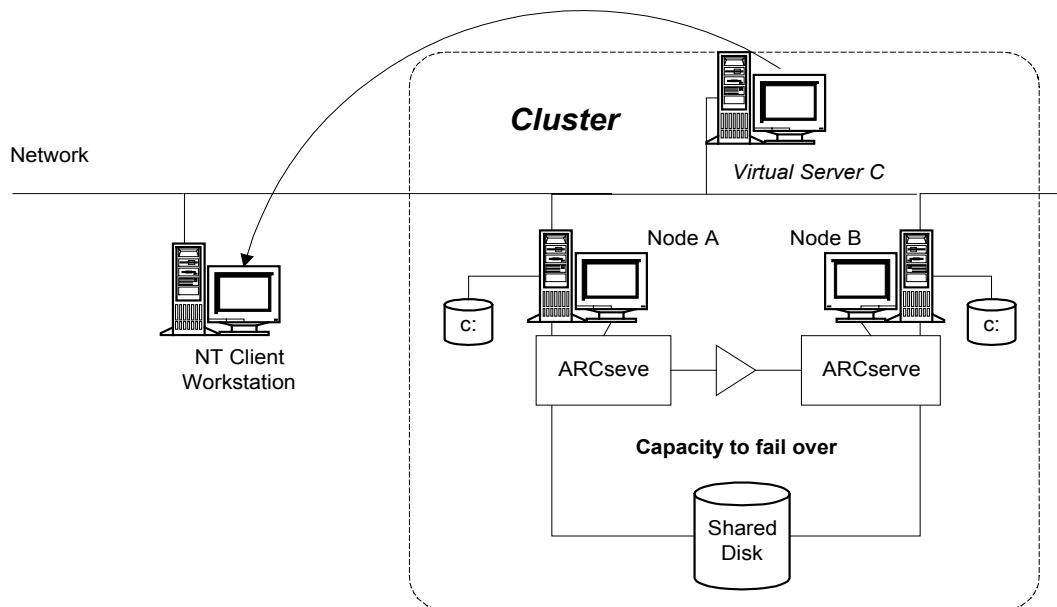 Cluster
Network
Virtual Server C
Node A
Node B
c:
c:
NT Client
Workstation
ARCseve
ARCserve
Capacity to fail over
Shared
Disk